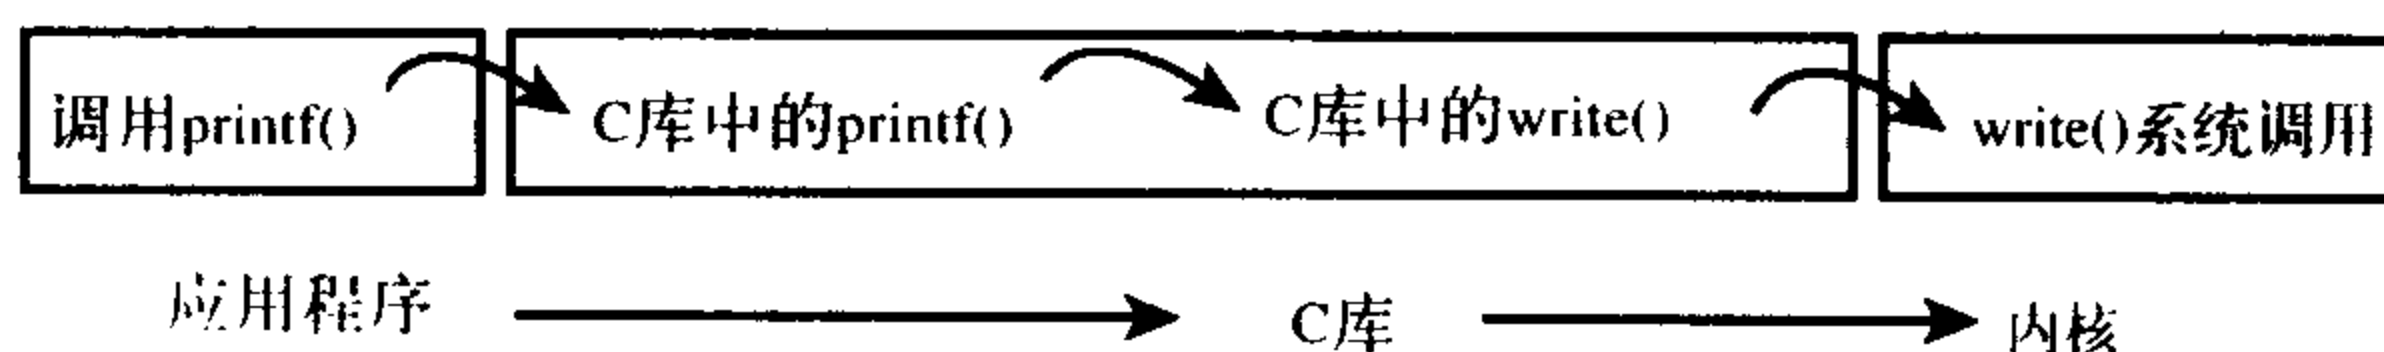 调用printf() C库中的printf() C库中的write() write()系统调用
应用程序 C库 内核